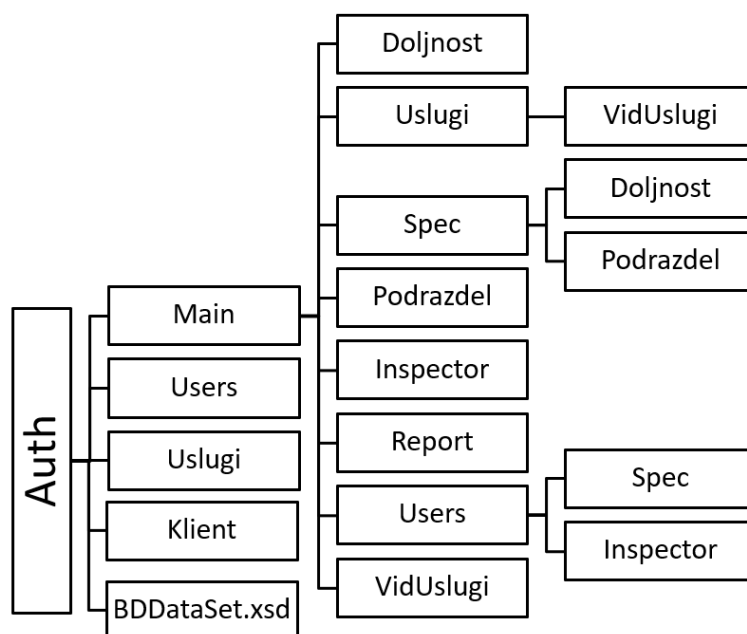 Auth
Main
Users
Uslugi
Klient
BDDataSet.xsd
Doljnost
Uslugi
Spec
Podrazdel
Inspector
Report
Users
VidUslugi
VidUslugi
Doljnost
Podrazdel
Spec
Inspector